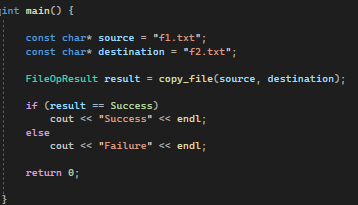 int main() {
const char* source = "f1.txt";
const char* destination = "f2.txt";
FileOpResult result = copy_file(source, destination);
if (result == Success)
cout << "Success" << endl;
else
cout << "Failure" << endl;
return 0;
}